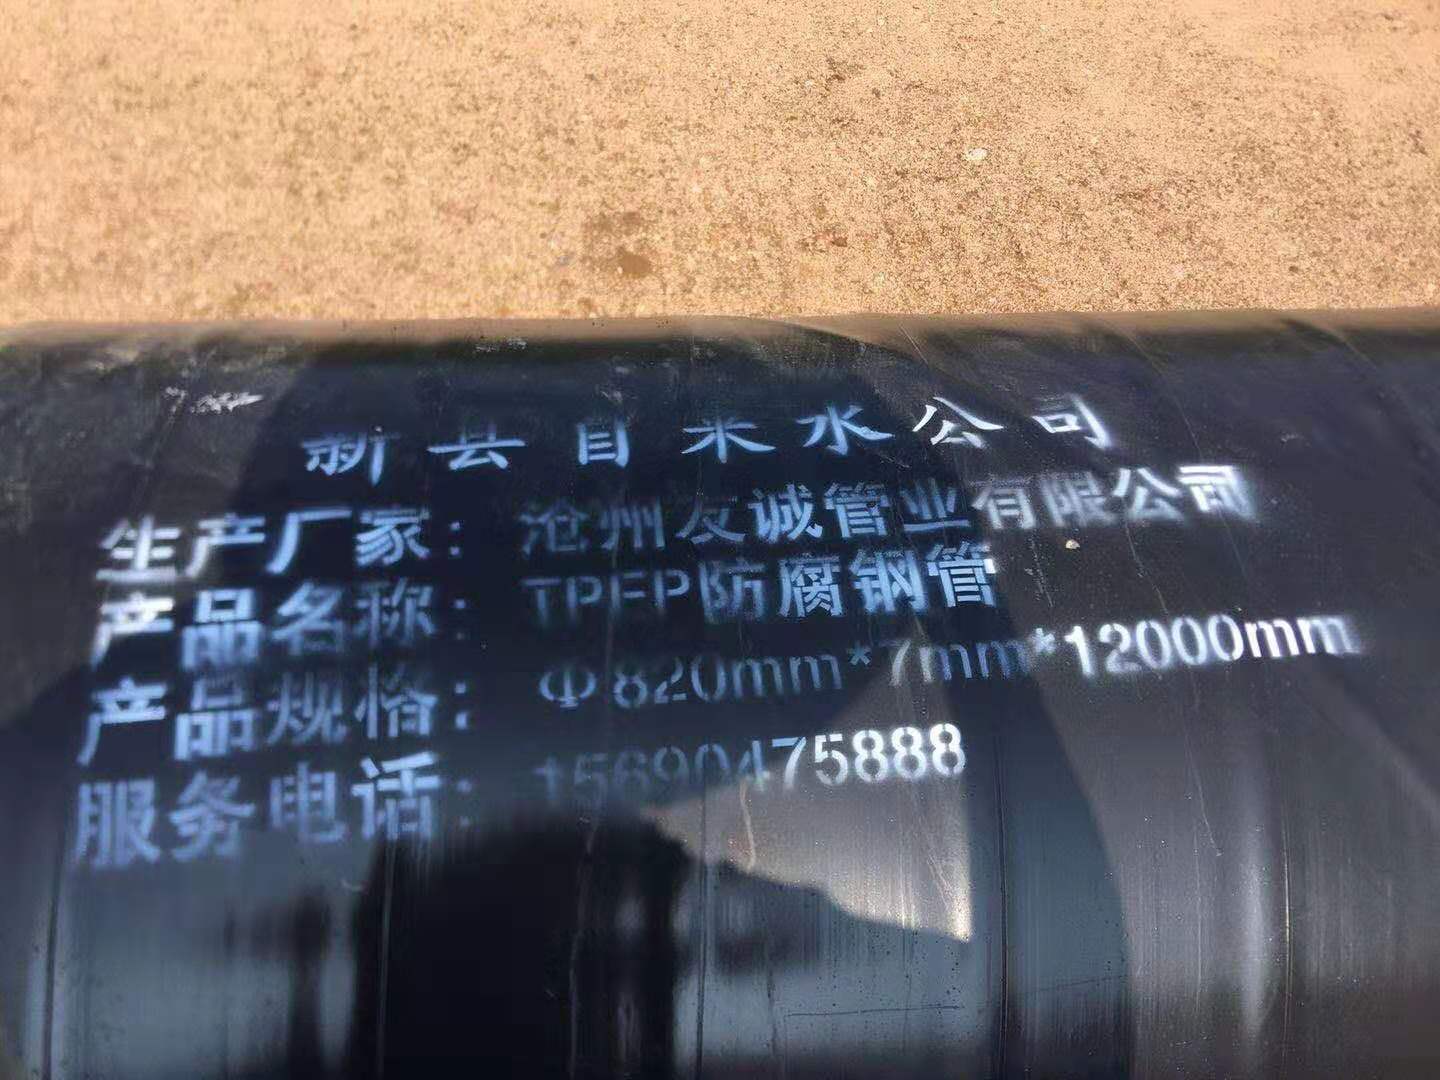 新县自来水公司
生产厂家：沧州友诚管业有限公司
产品名称：TPEP防腐钢管
产品规格：Φ820mm*7mm*12000mm
服务电话：15690475888